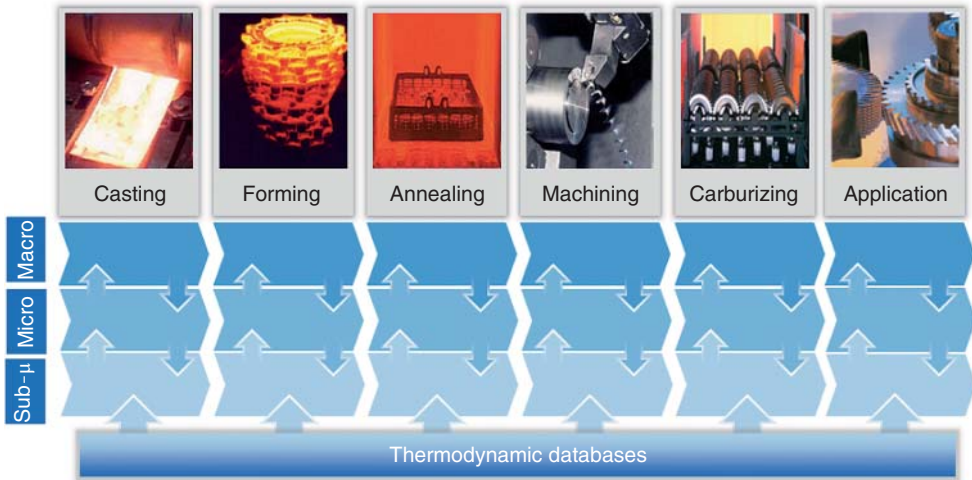 Casting
Forming
Annealing
Machining
Carburizing
Application
Macro
Micro
Sub-µ
Thermodynamic databases